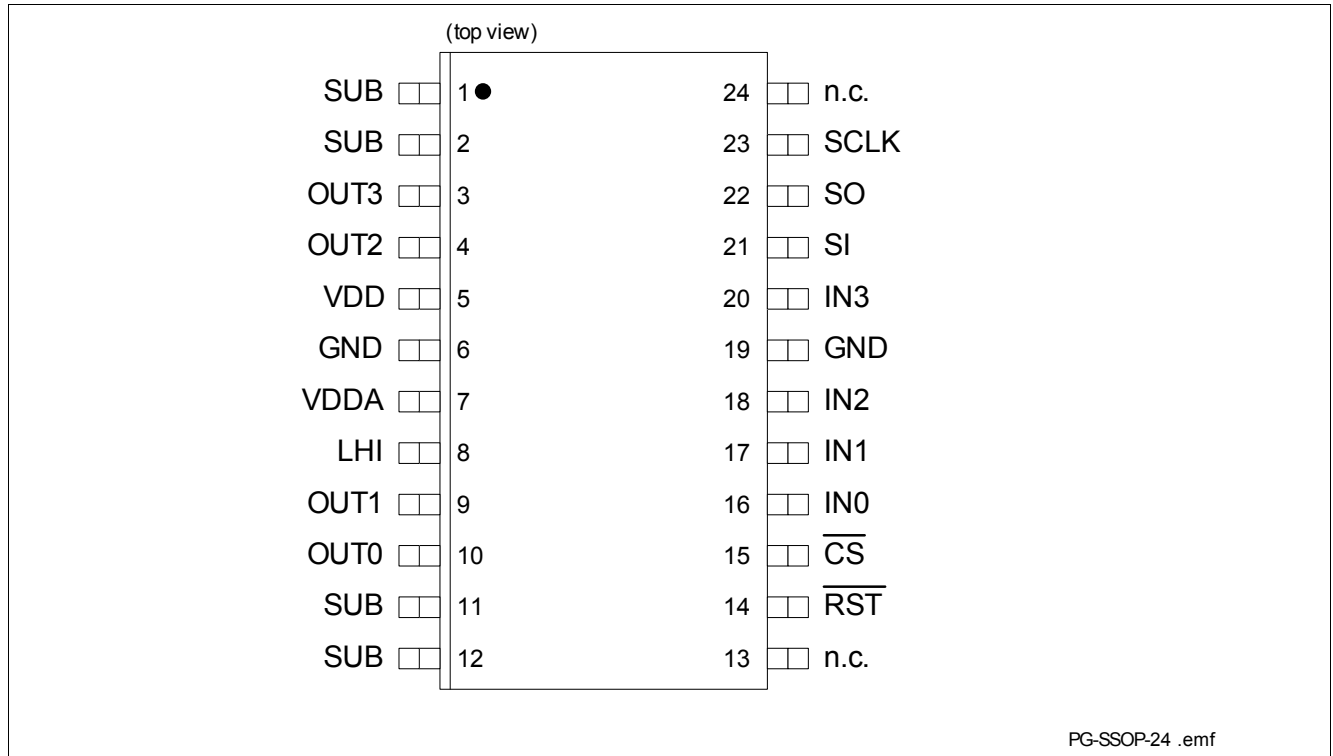 (top view)
SUB 1 24 n.c.
SUB 2 23 SCLK
OUT3 3 22 SO
OUT2 4 21 SI
VDD 5 20 IN3
GND 6 19 GND
VDDA 7 18 IN2
LHI 8 17 IN1
OUT1 9 16 IN0
OUT0 10 15 CS
SUB 11 14 RST
SUB 12 13 n.c.
PG-SSOP-24 .emf